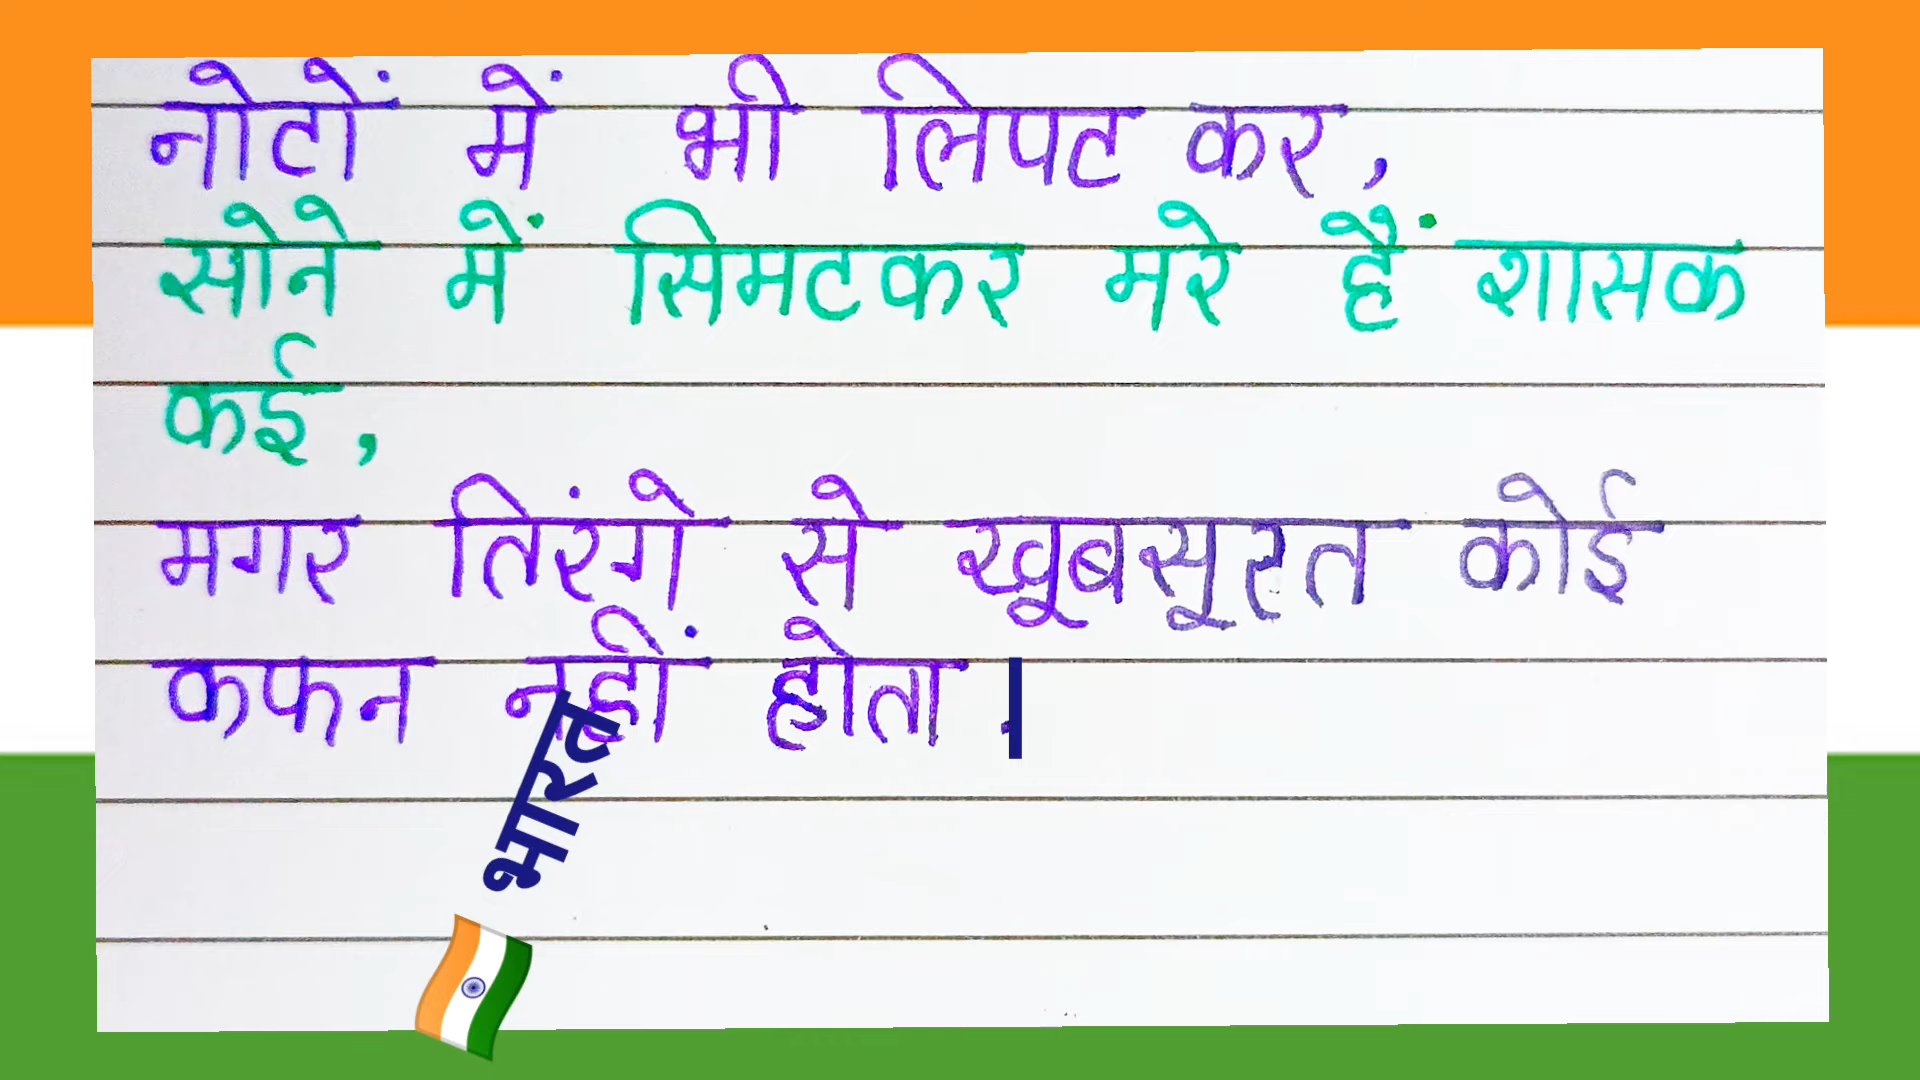 नोटों में भी लिपट कर,
सोने में सिमटकर मरे हैं शासक
कई,
मगर तिरंगे से खूबसूरत कोई
कफन नहीं होता।
भारत